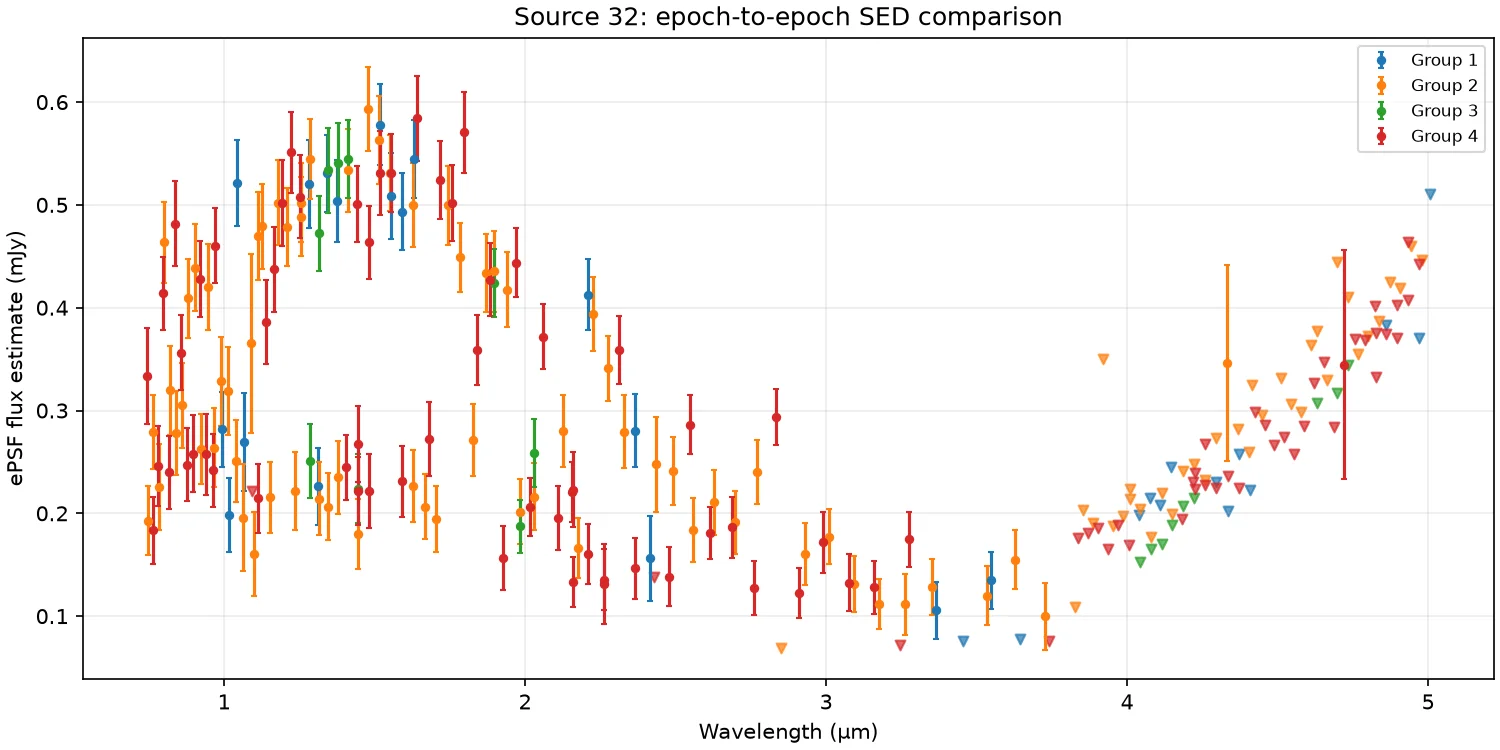 Source 32: epoch-to-epoch SED comparison
ePSF flux estimate (mJy)
0.6
0.5
0.4
0.3
0.2
0.1
Group 1
Group 2
Group 3
Group 4
1 2 3 4 5
Wavelength (μm)